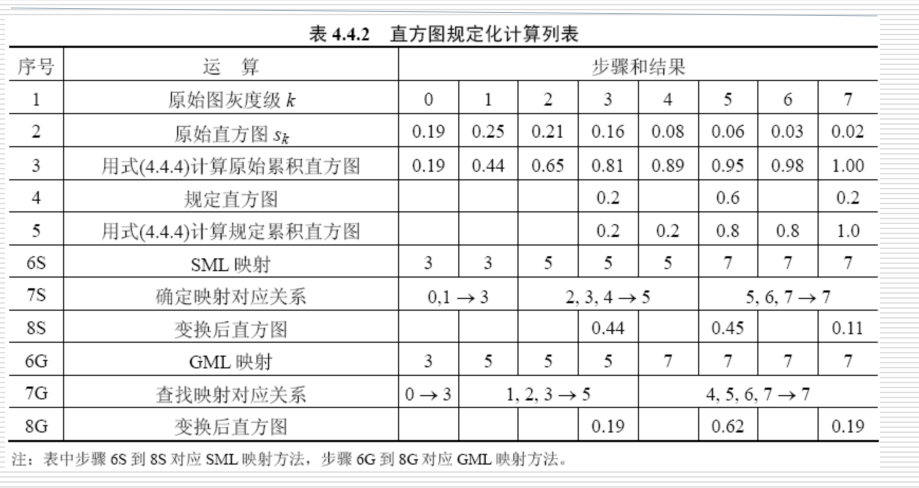 表 4.4.2 直方图规定化计算列表
序号 运 算 步骤和结果
1 原始图灰度级 k 0 1 2 3 4 5 6 7
2 原始直方图 sk 0.19 0.25 0.21 0.16 0.08 0.06 0.03 0.02
3 用式(4.4.4)计算原始累积直方图 0.19 0.44 0.65 0.81 0.89 0.95 0.98 1.00
4 规定直方图 0.2 0.6 0.2
5 用式(4.4.4)计算规定累积直方图 0.2 0.2 0.8 0.8 1.0
6S SML 映射 3 3 5 5 5 7 7 7
7S 确定映射对应关系 0,1 → 3 2, 3, 4 → 5 5, 6, 7 → 7
8S 变换后直方图 0.44 0.45 0.11
6G GML 映射 3 5 5 5 7 7 7 7
7G 查找映射对应关系 0 → 3 1, 2, 3 → 5 4, 5, 6, 7 → 7
8G 变换后直方图 0.19 0.62 0.19
注：表中步骤 6S 到 8S 对应 SML 映射方法，步骤 6G 到 8G 对应 GML 映射方法。